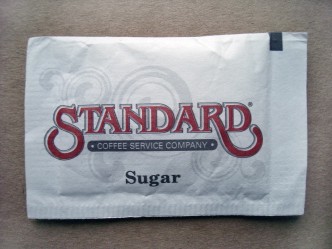 STANDARD®
• COFFEE SERVICE COMPANY •
Sugar